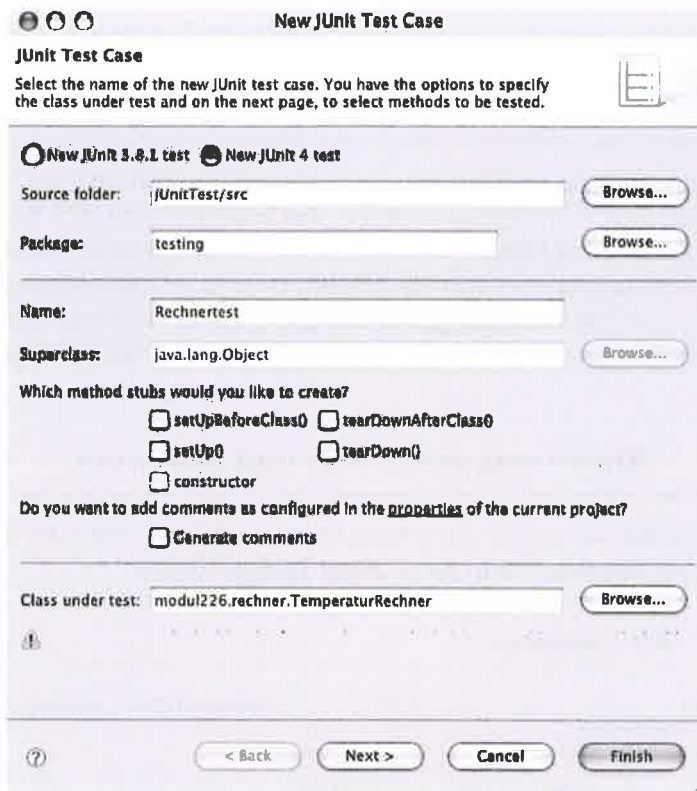 New JUnit Test Case
JUnit Test Case
Select the name of the new JUnit test case. You have the options to specify
the class under test and on the next page, to select methods to be tested.
New JUnit 3.8.1 test New JUnit 4 test
Source folder: JUnitTest/src Browse...
Package: testing Browse...
Name: Rechnertest
Superclass: java.lang.Object Browse...
Which method stubs would you like to create?
setUpBeforeClass() tearDownAfterClass()
setUp() tearDown()
constructor
Do you want to add comments as configured in the properties of the current project?
Generate comments
Class under test: modul226.rechner.TemperaturRechner Browse...
? < Back Next > Cancel Finish